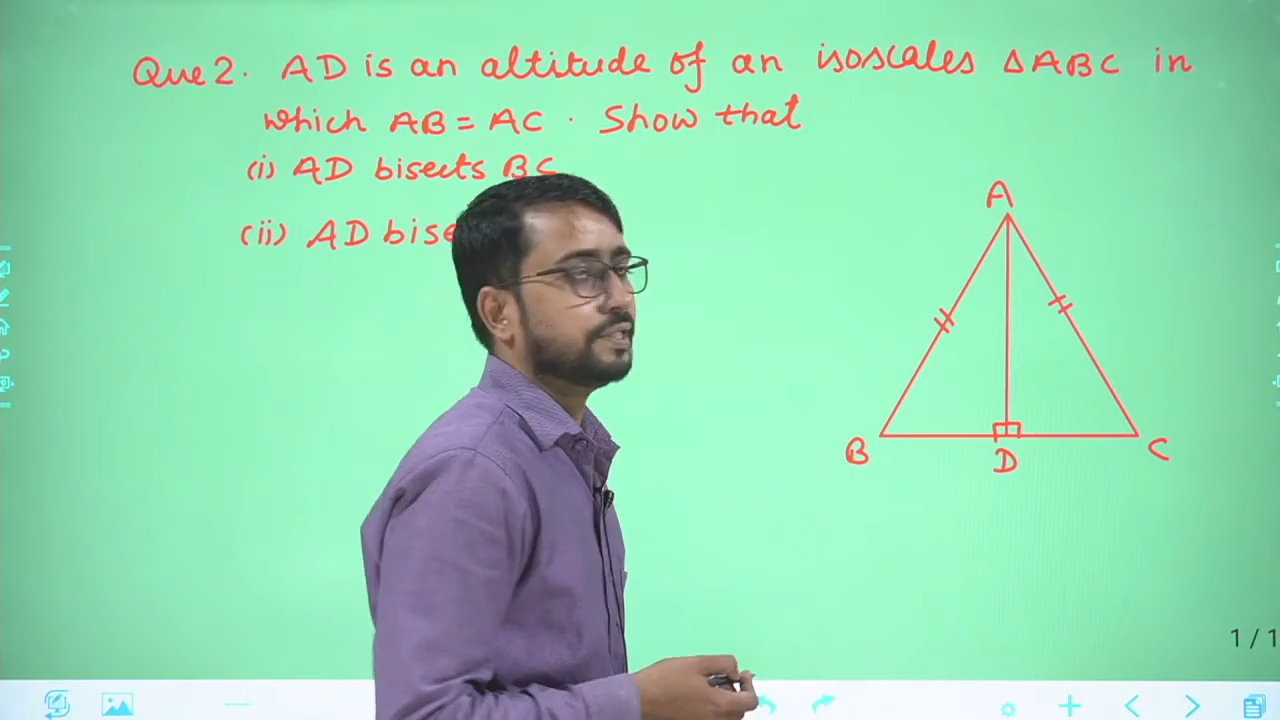 Que 2. AD is an altitude of an isoscales ΔABC in
which AB = AC . Show that
(i) AD bisects BC
(ii) AD
A
B
D
C
1 / 1